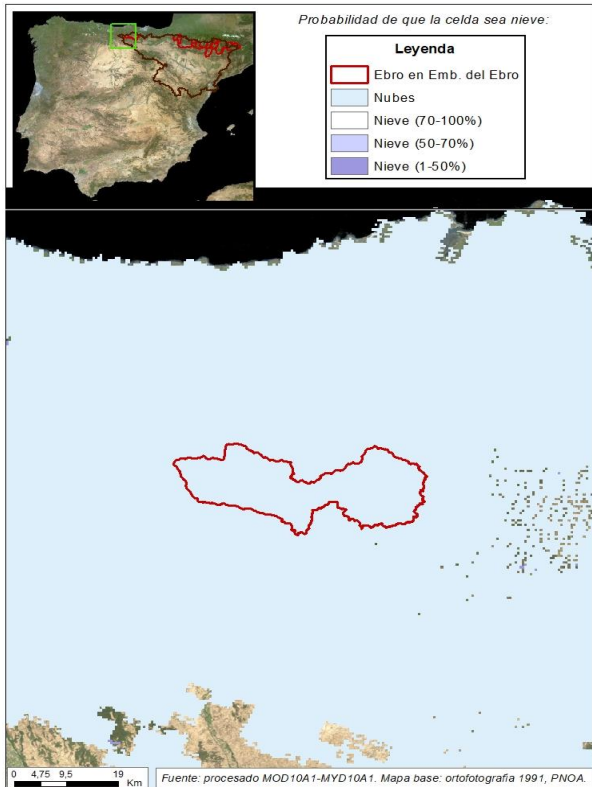 Probabilidad de que la celda sea nieve:
Leyenda
Ebro en Emb. del Ebro
Nubes
Nieve (70-100%)
Nieve (50-70%)
Nieve (1-50%)
0 4,75 9,5 19
Km
Fuente: procesado MOD10A1-MYD10A1. Mapa base: ortofotografía 1991, PNOA.